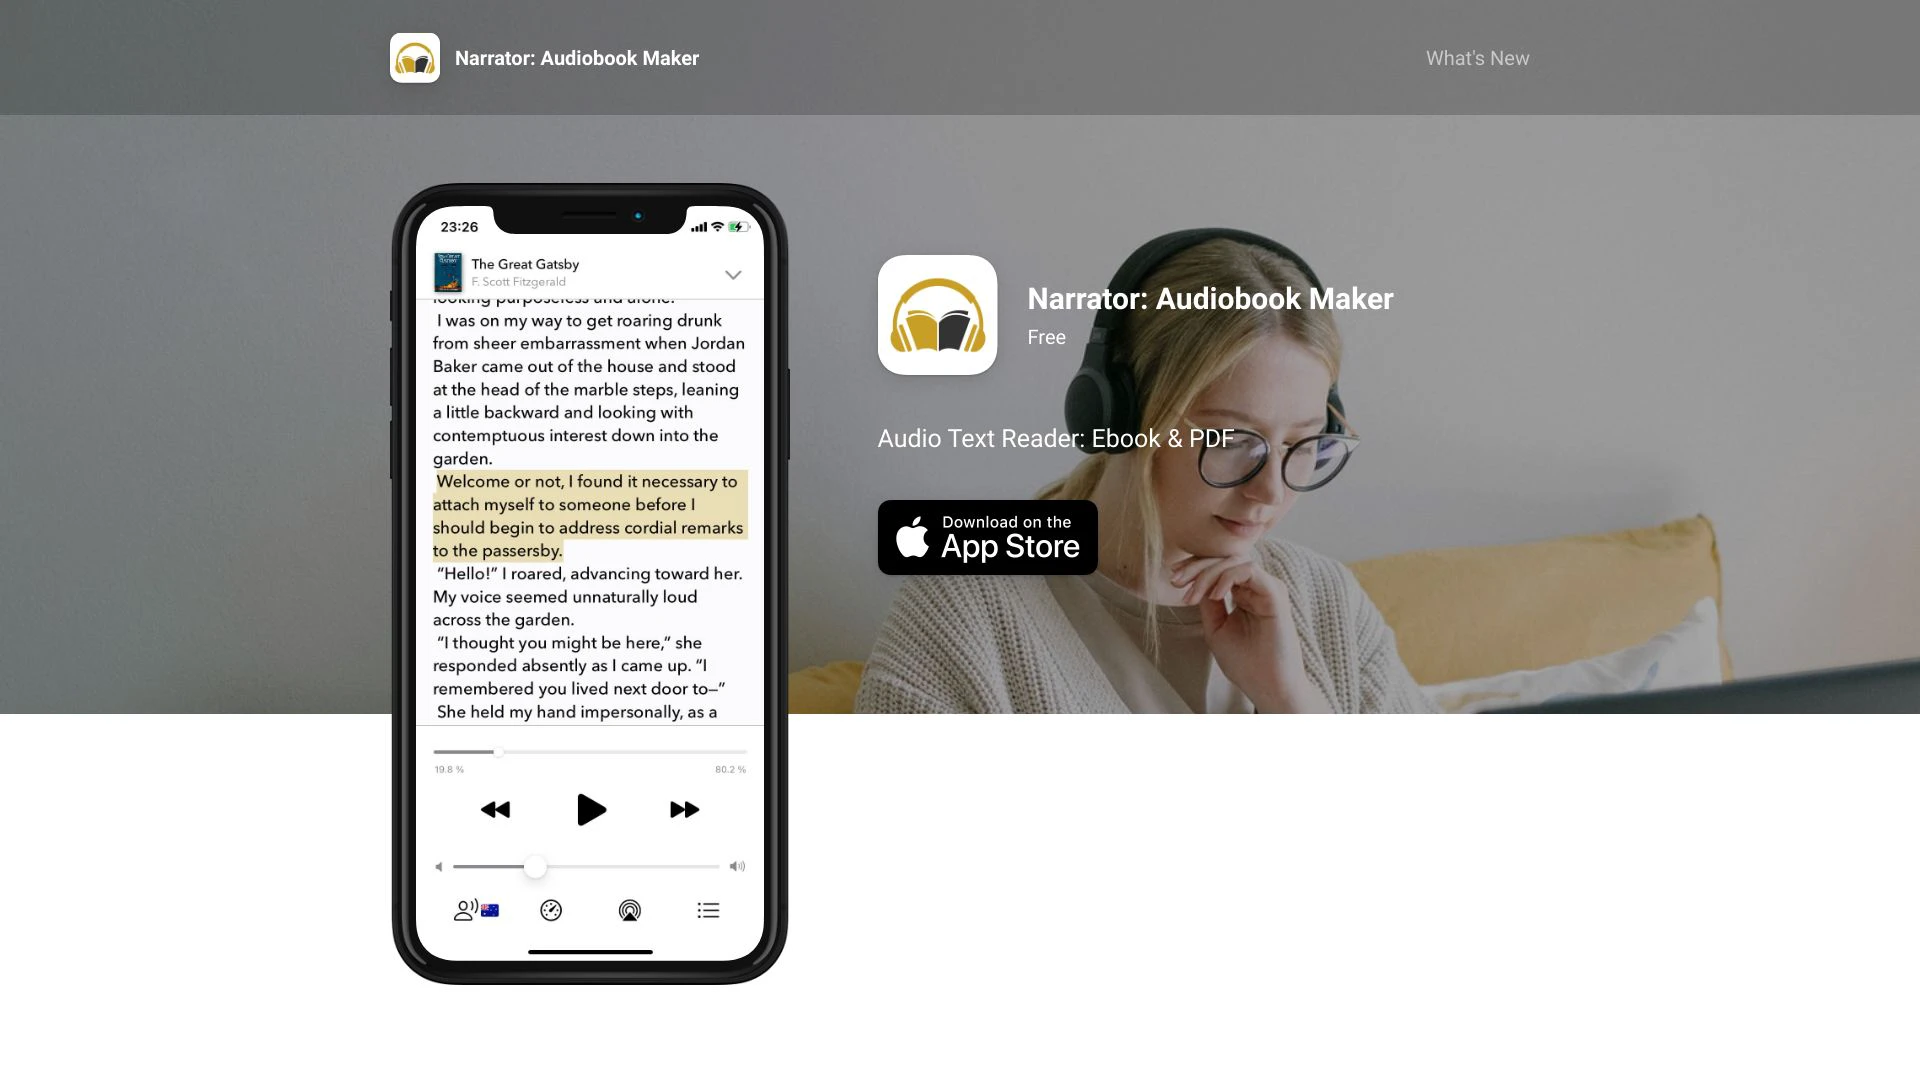 Narrator: Audiobook Maker
What's New
23:26
The Great Gatsby
F. Scott Fitzgerald
looking purposeless and alone.
I was on my way to get roaring drunk
from sheer embarrassment when Jordan
Baker came out of the house and stood
at the head of the marble steps, leaning
a little backward and looking with
contemptuous interest down into the
garden.
Welcome or not, I found it necessary to
attach myself to someone before I
should begin to address cordial remarks
to the passersby.
“Hello!” I roared, advancing toward her.
My voice seemed unnaturally loud
across the garden.
“I thought you might be here,” she
responded absently as I came up. “I
remembered you lived next door to—”
She held my hand impersonally, as a
19.8 %
80.2 %
Narrator: Audiobook Maker
Free
Audio Text Reader: Ebook & PDF
Download on the
App Store